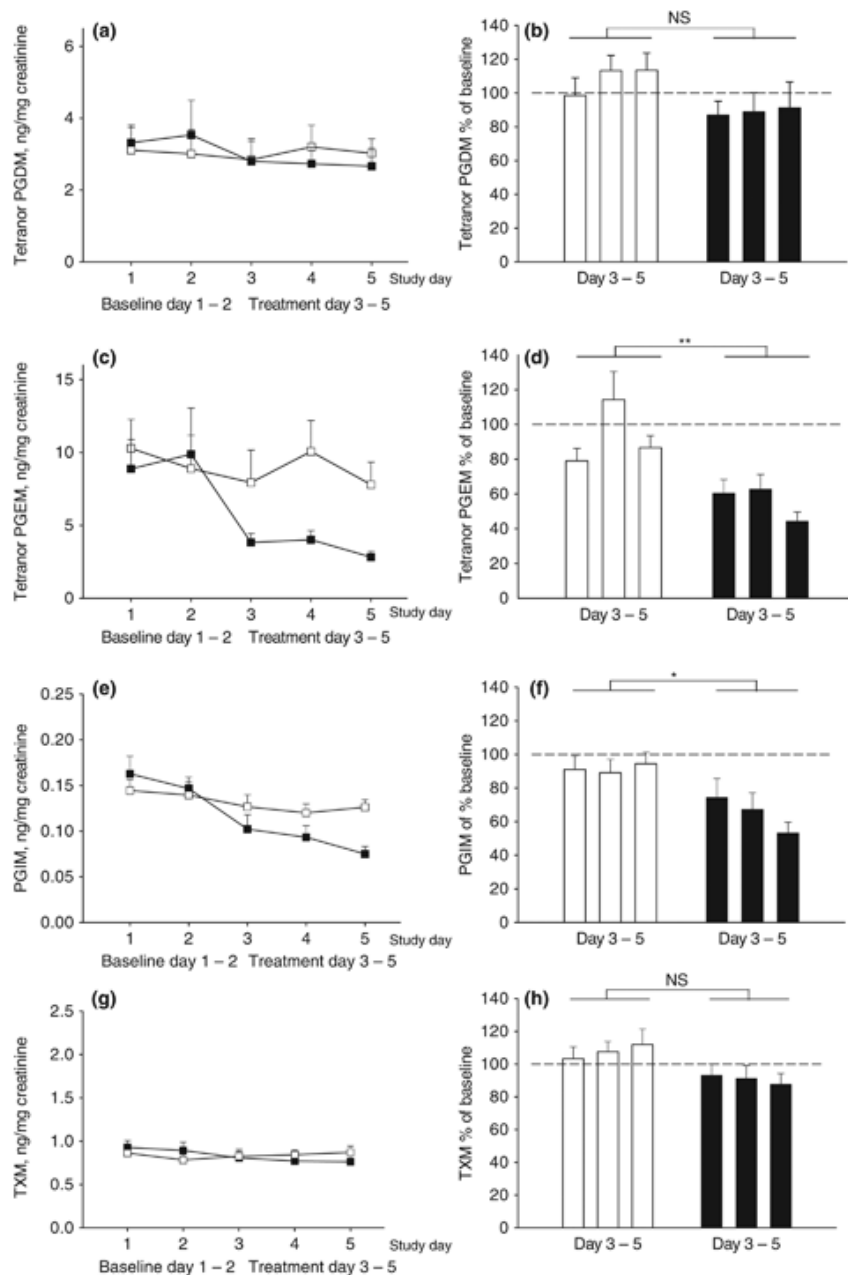 (a)
Tetranor PGDM, ng/mg creatinine
6
4
2
0
1 2 3 4 5 Study day
Baseline day 1 – 2 Treatment day 3 – 5
(b)
NS
Tetranor PGDM % of baseline
140
120
100
80
60
40
20
0
Day 3 – 5 Day 3 – 5
(c)
Tetranor PGEM, ng/mg creatinine
15
10
5
0
1 2 3 4 5 Study day
Baseline day 1 – 2 Treatment day 3 – 5
(d)
**
Tetranor PGEM % of baseline
140
120
100
80
60
40
20
0
Day 3 – 5 Day 3 – 5
(e)
PGIM, ng/mg creatinine
0.25
0.20
0.15
0.10
0.05
0.00
1 2 3 4 5 Study day
Baseline day 1 – 2 Treatment day 3 – 5
(f)
*
PGIM of % baseline
140
120
100
80
60
40
20
0
Day 3 – 5 Day 3 – 5
(g)
TXM, ng/mg creatinine
2.5
2.0
1.5
1.0
0.5
0.0
1 2 3 4 5 Study day
Baseline day 1 – 2 Treatment day 3 – 5
(h)
NS
TXM % of baseline
140
120
100
80
60
40
20
0
Day 3 – 5 Day 3 – 5